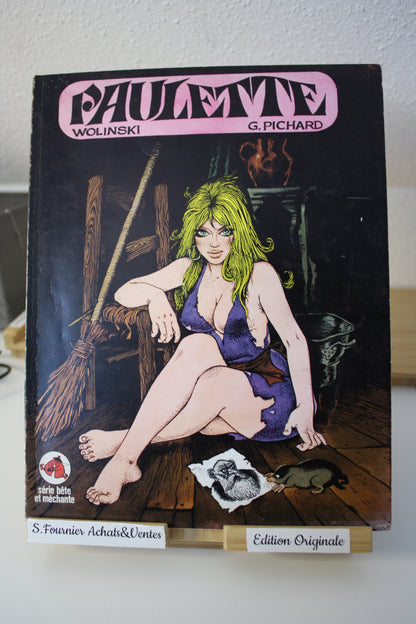 PAULETTE
WOLINSKI G. PICHARD
série bête
et méchante
S. Fournier Achats&Ventes
Edition Originale